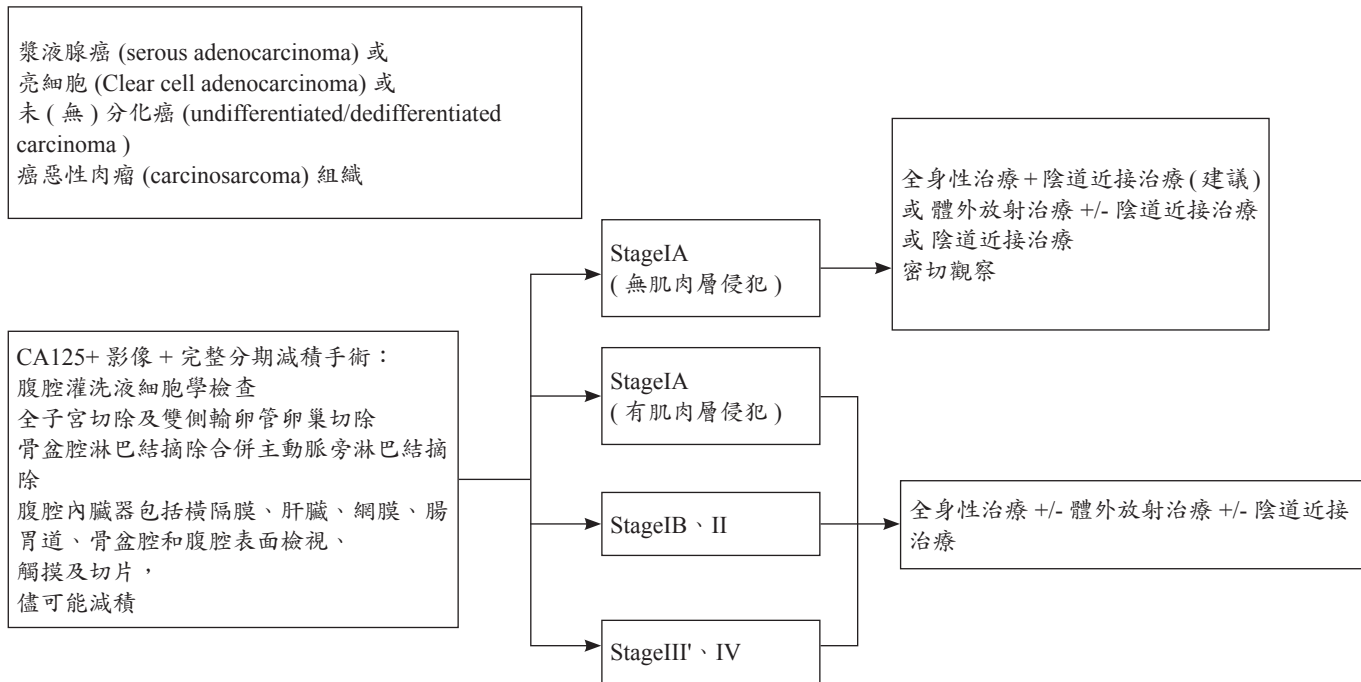 漿液腺癌 (serous adenocarcinoma) 或
亮細胞 (Clear cell adenocarcinoma) 或
未 ( 無 ) 分化癌 (undifferentiated/dedifferentiated
carcinoma )
癌惡性肉瘤 (carcinosarcoma) 組織
CA125+ 影像 + 完整分期減積手術：
腹腔灌洗液細胞學檢查
全子宮切除及雙側輸卵管卵巢切除
骨盆腔淋巴結摘除合併主動脈旁淋巴結摘
除
腹腔內臟器包括橫隔膜、肝臟、網膜、腸
胃道、骨盆腔和腹腔表面檢視、
觸摸及切片，
儘可能減積
StageIA
( 無肌肉層侵犯 )
StageIA
( 有肌肉層侵犯 )
StageIB、II
StageIII'、IV
全身性治療 + 陰道近接治療 ( 建議 )
或 體外放射治療 +/- 陰道近接治療
或 陰道近接治療
密切觀察
全身性治療 +/- 體外放射治療 +/- 陰道近接
治療